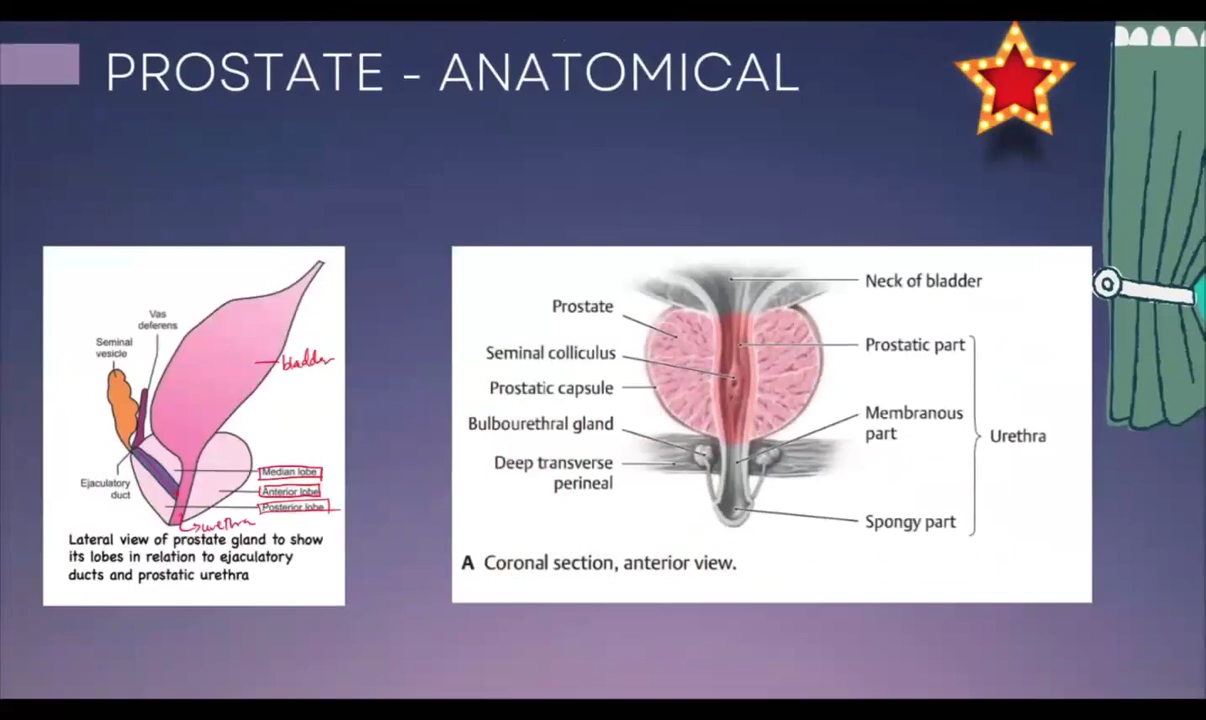 PROSTATE - ANATOMICAL
Vas
deferens
Seminal
vesicle
bladder
Median lobe
Anterior lobe
Posterior lobe
Ejaculatory
duct
urethra
Lateral view of prostate gland to show
its lobes in relation to ejaculatory
ducts and prostatic urethra
Prostate
Seminal colliculus
Prostatic capsule
Bulbourethral gland
Deep transverse
perineal
Neck of bladder
Prostatic part
Membranous
part
Urethra
Spongy part
A Coronal section, anterior view.